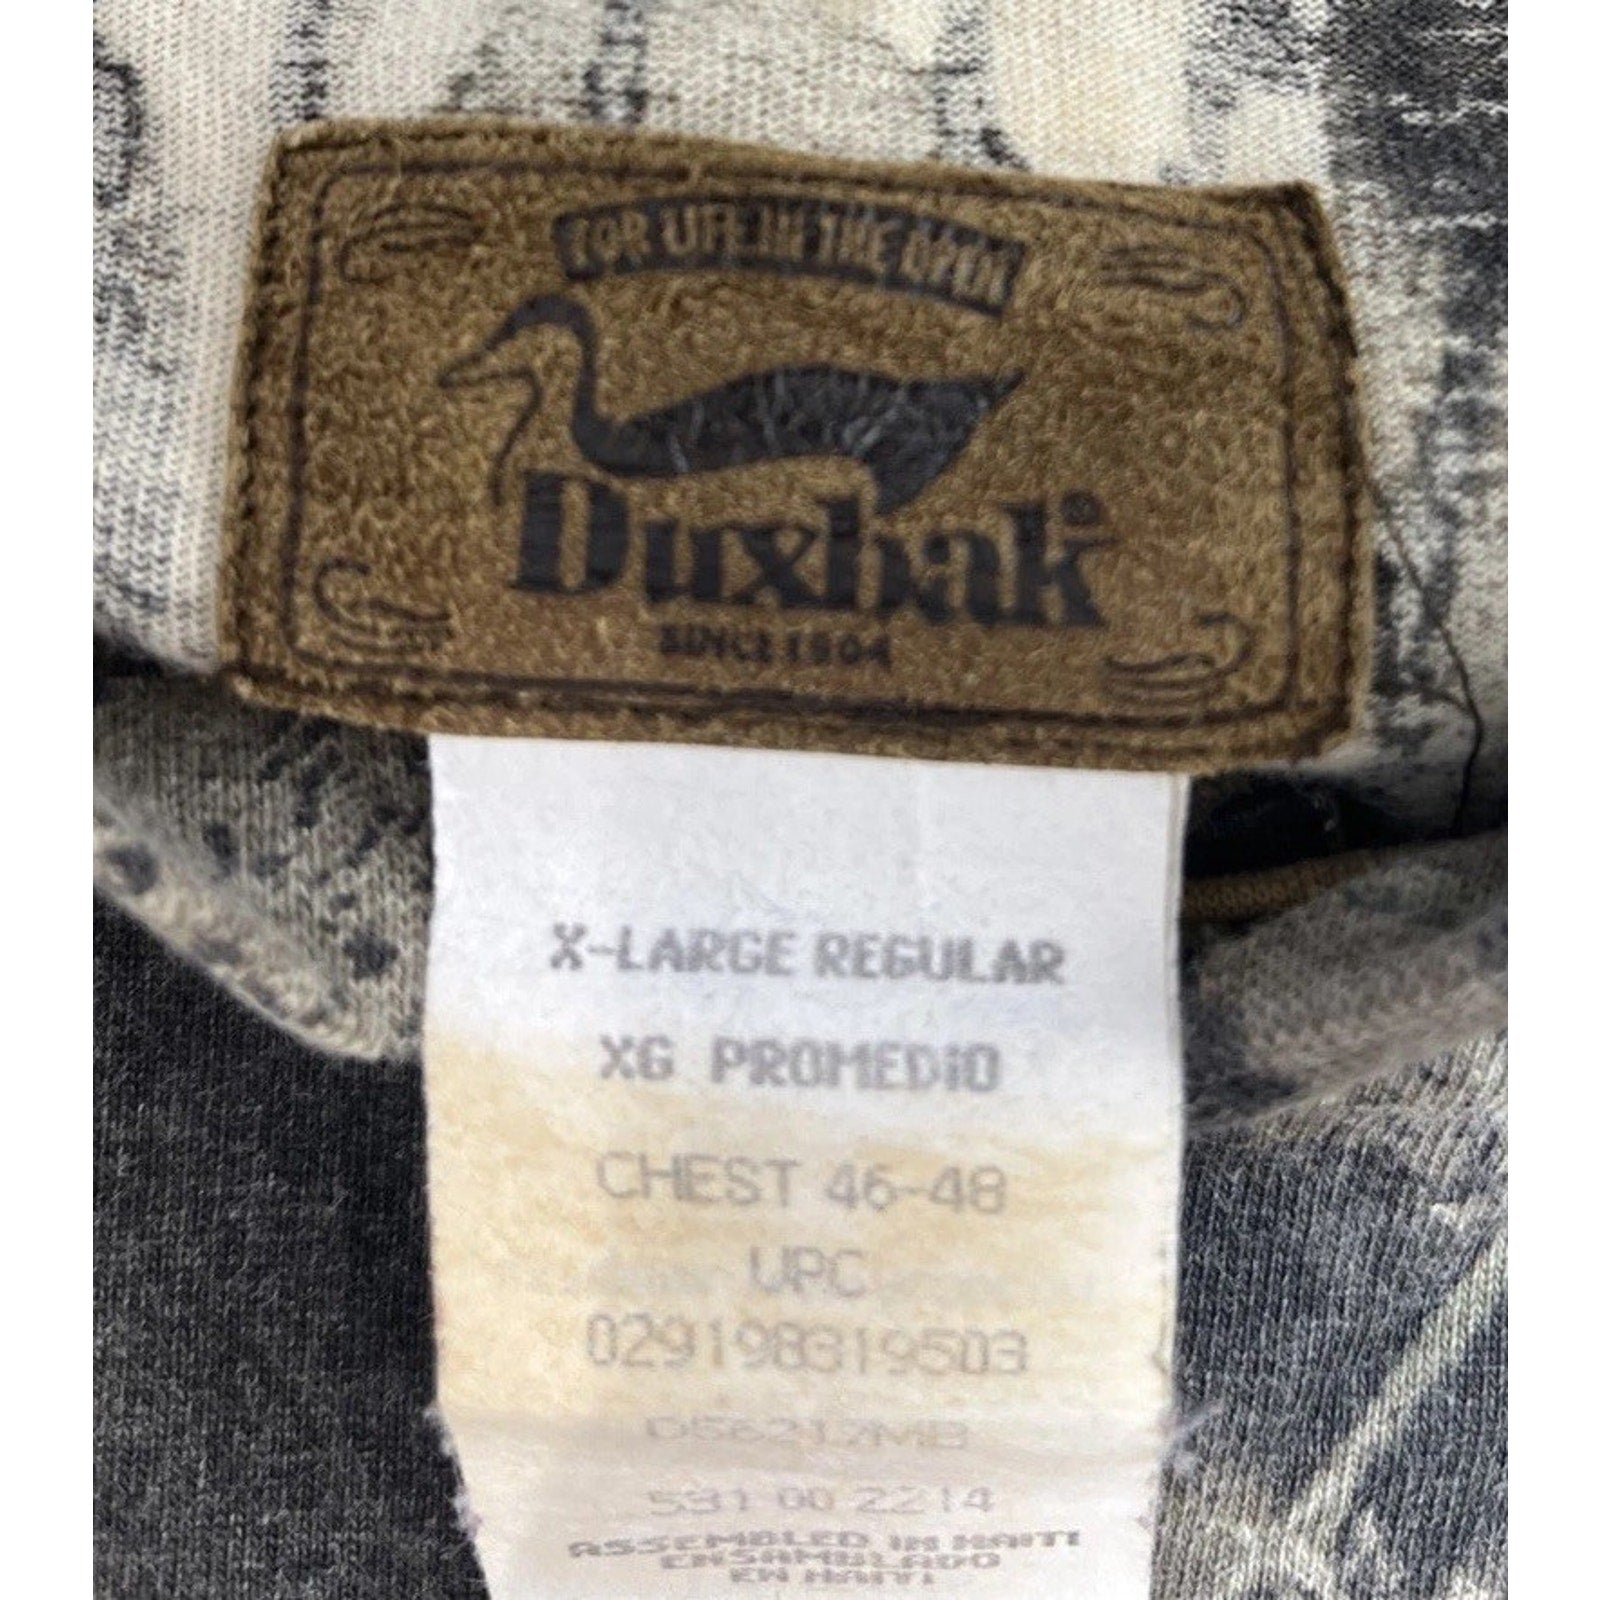 FOR LIFE IN THE OPEN
Duxbak®
SINCE 1904
X-LARGE REGULAR
XG PROMEDIO
CHEST 46-48
UPC
029198319503
D56212MB
531 00 2214
ASSEMBLED IN HAITI
ENSAMBLADO
EN HAITI